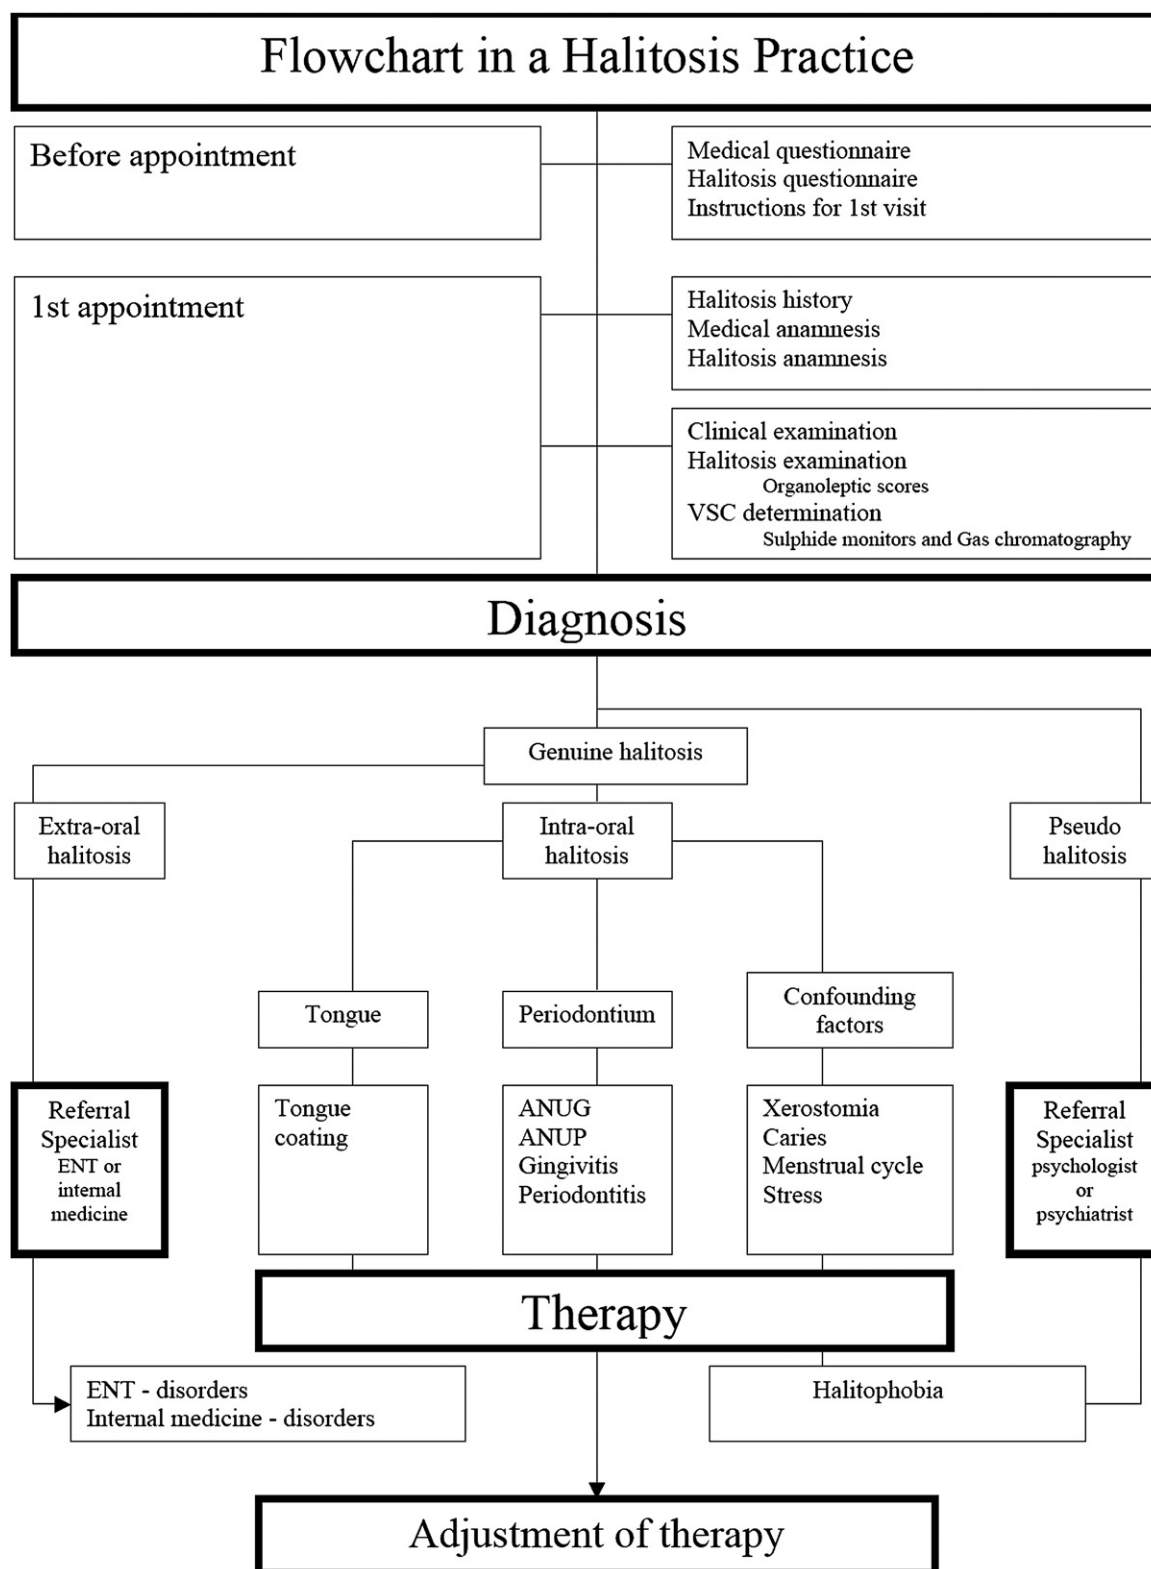 Flowchart in a Halitosis Practice
Before appointment
Medical questionnaire
Halitosis questionnaire
Instructions for 1st visit
1st appointment
Halitosis history
Medical anamnesis
Halitosis anamnesis
Clinical examination
Halitosis examination
Organoleptic scores
VSC determination
Sulphide monitors and Gas chromatography
Diagnosis
Genuine halitosis
Extra-oral
halitosis
Intra-oral
halitosis
Pseudo
halitosis
Tongue
Periodontium
Confounding
factors
Referral
Specialist
ENT or
internal
medicine
Tongue
coating
ANUG
ANUP
Gingivitis
Periodontitis
Xerostomia
Caries
Menstrual cycle
Stress
Referral
Specialist
psychologist
or
psychiatrist
Therapy
ENT - disorders
Internal medicine - disorders
Halitophobia
Adjustment of therapy